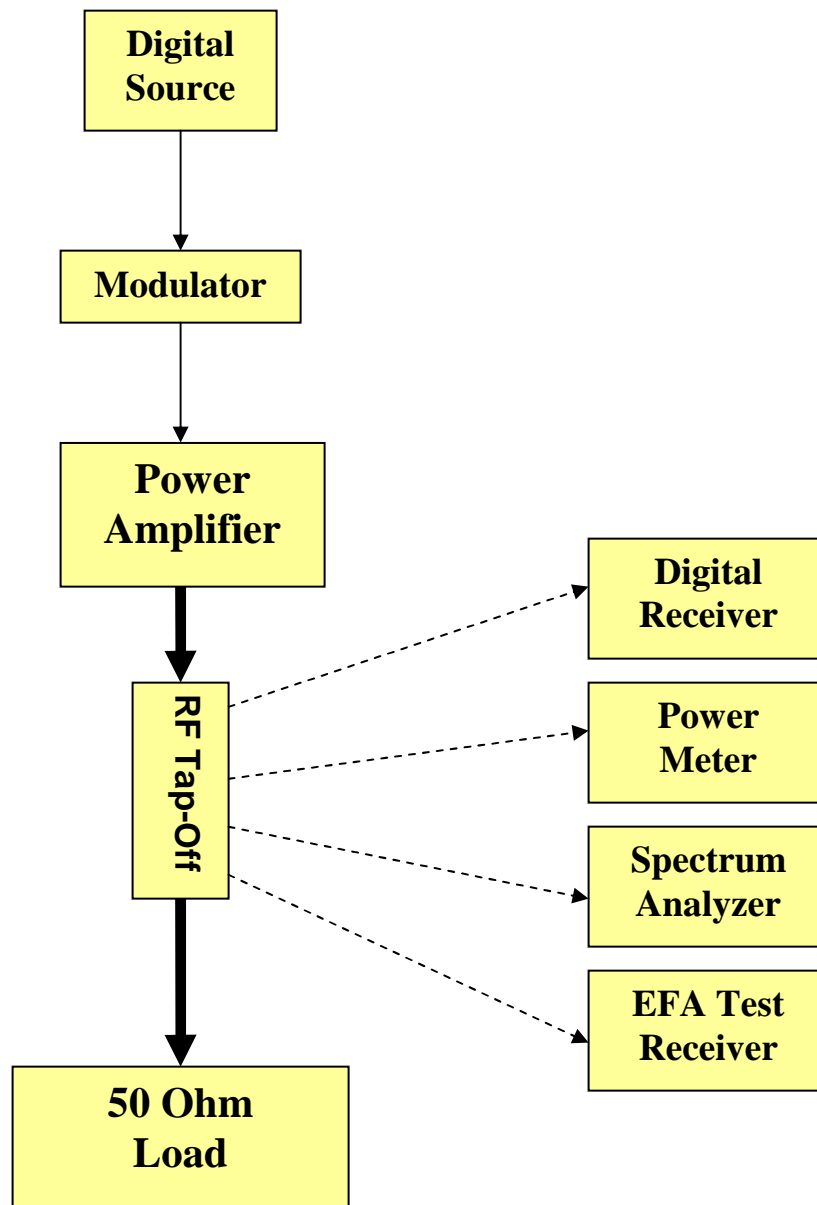 Digital
Source
Modulator
Power
Amplifier
RF Tap-Off
50 Ohm
Load
Digital
Receiver
Power
Meter
Spectrum
Analyzer
EFA Test
Receiver